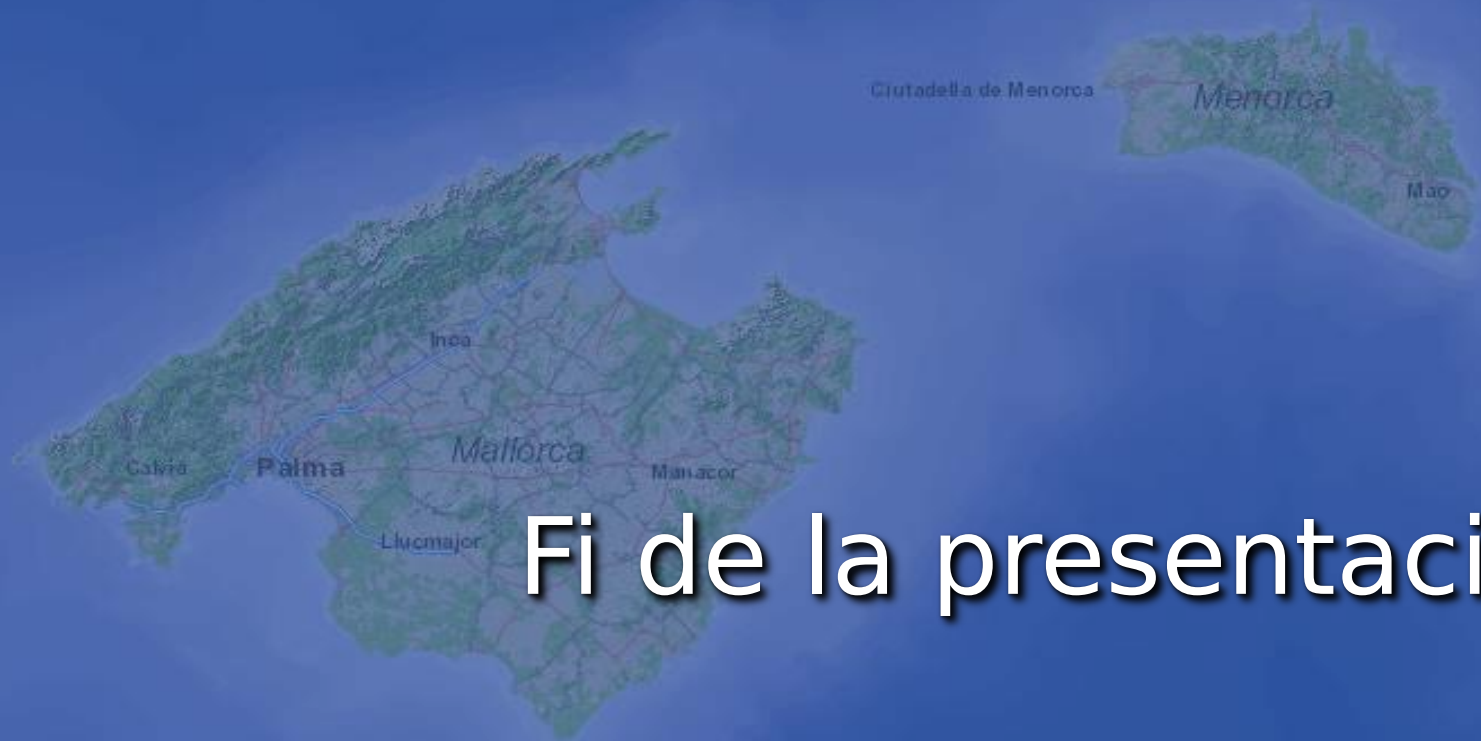 Ciutadella de Menorca
Menorca
Mao
Inca
Mallorca
Calvià
Palma
Manacor
Llucmajor
Fi de la presentaci